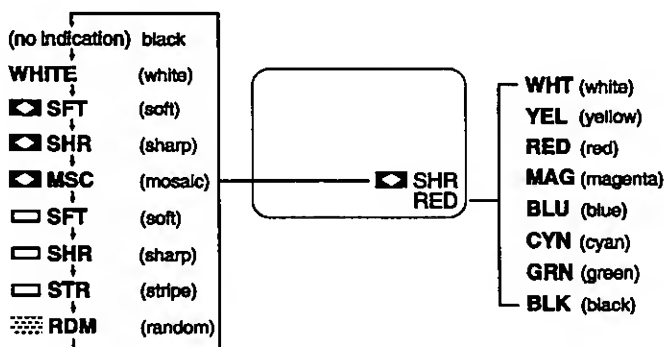 (no indication) black
WHITE (white)
SFT (soft)
SHR (sharp)
MSC (mosaic)
SFT (soft)
SHR (sharp)
STR (stripe)
RDM (random)
SHR
RED
WHT (white)
YEL (yellow)
RED (red)
MAG (magenta)
BLU (blue)
CYN (cyan)
GRN (green)
BLK (black)